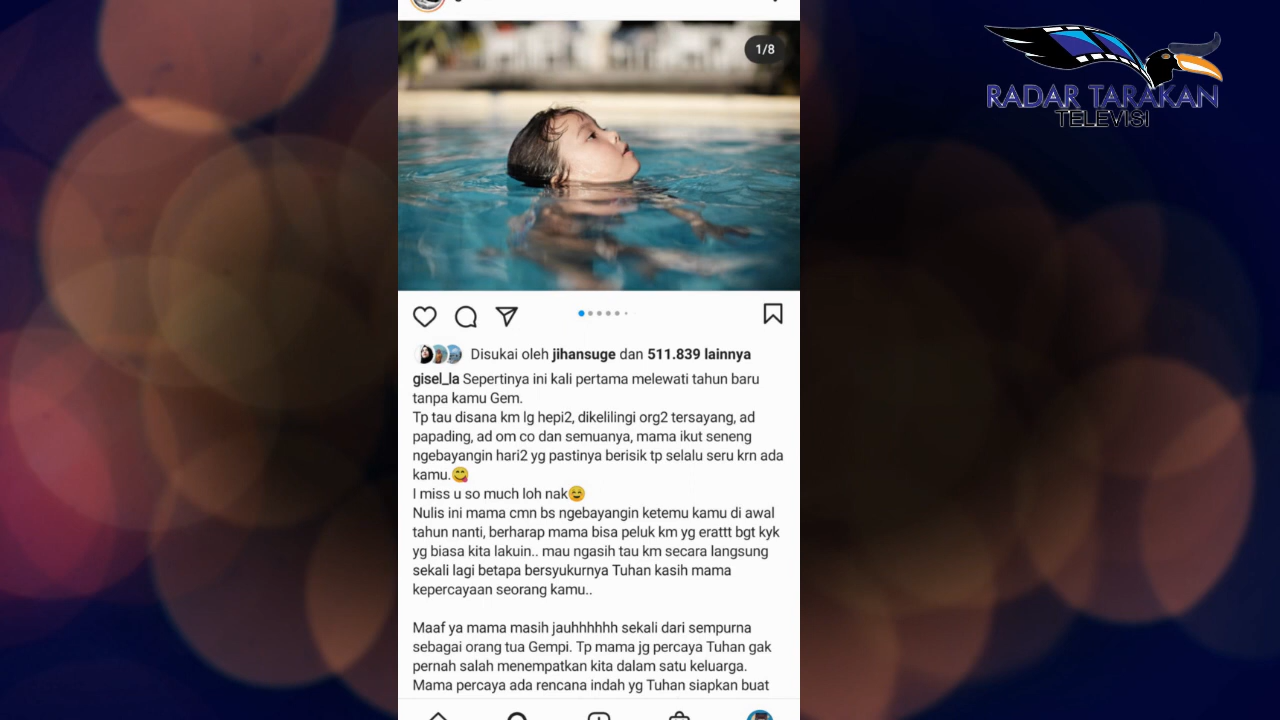 1/8
RADAR TARAKAN
TELEVISI
Disukai oleh jihansuge dan 511.839 lainnya
gisel_la Sepertinya ini kali pertama melewati tahun baru
tanpa kamu Gem.
Tp tau disana km lg hepi2, dikelilingi org2 tersayang, ad
papading, ad om co dan semuanya, mama ikut seneng
ngebayangin hari2 yg pastinya berisik tp selalu seru krn ada
kamu.😋
I miss u so much loh nak☺️
Nulis ini mama cmn bs ngebayangin ketemu kamu di awal
tahun nanti, berharap mama bisa peluk km yg erattt bgt kyk
yg biasa kita lakuin.. mau ngasih tau km secara langsung
sekali lagi betapa bersyukurnya Tuhan kasih mama
kepercayaan seorang kamu..
Maaf ya mama masih jauhhhhhh sekali dari sempurna
sebagai orang tua Gempi. Tp mama jg percaya Tuhan gak
pernah salah menempatkan kita dalam satu keluarga.
Mama percaya ada rencana indah yg Tuhan siapkan buat